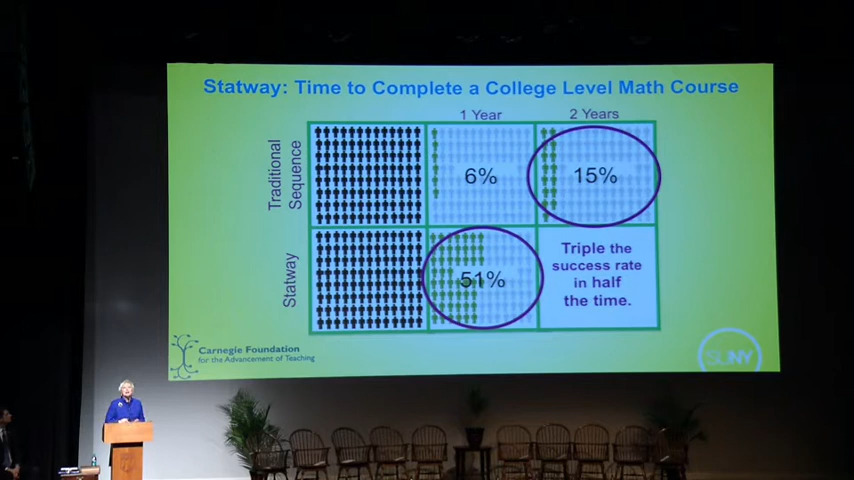 Statway: Time to Complete a College Level Math Course
1 Year
2 Years
Traditional
Sequence
6%
15%
Statway
51%
Triple the
success rate
in half
the time.
Carnegie Foundation
for the Advancement of Teaching
SUNY